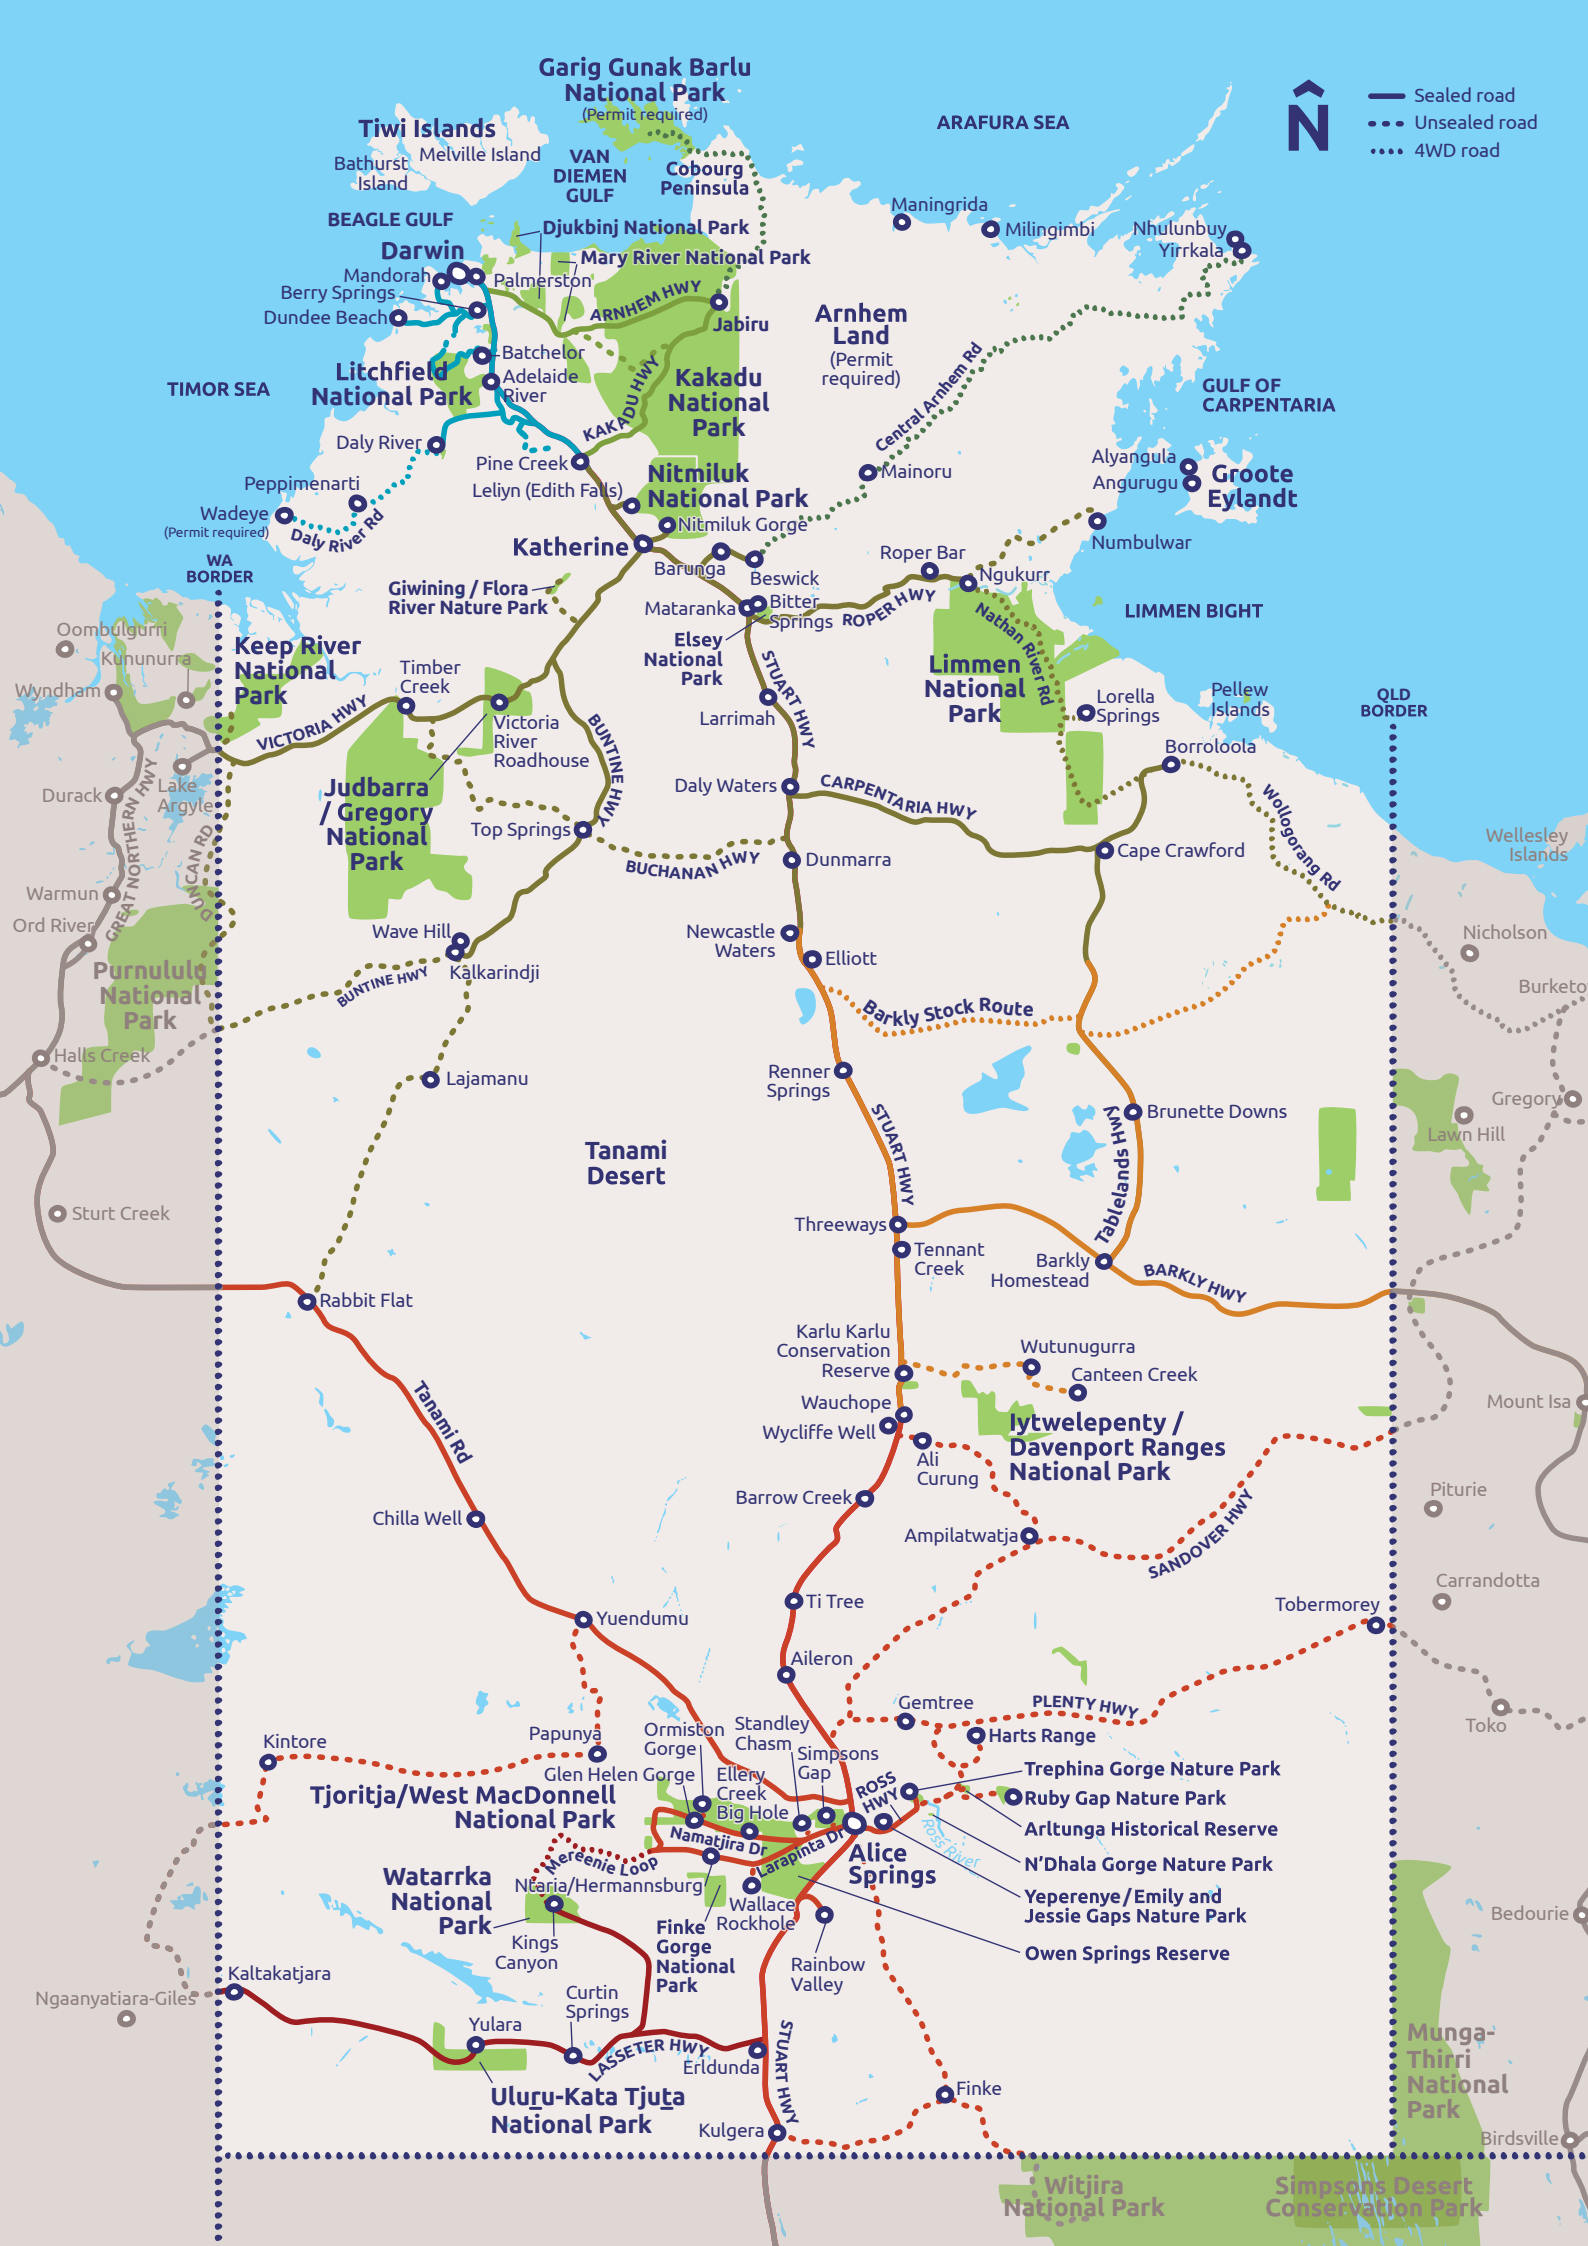 Garig Gunak Barlu
National Park
(Permit required)
ARAFURA SEA
Sealed road
Unsealed road
4WD road
N
Tiwi Islands
Bathurst
Island
Melville Island
VAN
DIEMEN
GULF
Cobourg
Peninsula
BEAGLE GULF
Djukbinj National Park
Mary River National Park
Maningrida
Milingimbi
Nhulunbuy
Yirrkala
Darwin
Mandorah
Palmerston
Berry Springs
Dundee Beach
ARNHEM HWY
Jabiru
Arnhem
Land
(Permit
required)
Batchelor
Adelaide
River
Litchfield
National Park
TIMOR SEA
KAKADU HWY
Kakadu
National
Park
Central Arnhem Rd
GULF OF
CARPENTARIA
Daly River
Pine Creek
Peppimenarti
Leliyn (Edith Falls)
Nitmiluk
National Park
Mainoru
Alyangula
Angurugu
Groote
Eylandt
Wadeye
(Permit required)
Daly River Rd
Nitmiluk Gorge
Katherine
Numbulwar
WA
BORDER
Barunga
Beswick
Roper Bar
Ngukurr
Giwining / Flora
River Nature Park
Mataranka
Bitter
Springs
ROPER HWY
LIMMEN BIGHT
Oombulgurri
Kununurra
Keep River
National
Park
Elsey
National
Park
Nathan River Rd
Limmen
National
Park
Wyndham
Timber
Creek
STUART HWY
Larrimah
Lorella
Springs
Pellew
Islands
QLD
BORDER
VICTORIA HWY
Victoria
River
Roadhouse
BUNTINE HWY
Borroloola
Lake
Argyle
Durack
GREAT NORTHERN HWY
DUNCAN RD
Judbarra
/ Gregory
National
Park
Daly Waters
CARPENTARIA HWY
Wollogorang Rd
Top Springs
BUCHANAN HWY
Dunmarra
Cape Crawford
Wellesley
Islands
Warmun
Ord River
Wave Hill
Kalkarindji
Newcastle
Waters
Elliott
Nicholson
Purnululu
National
Park
BUNTINE HWY
Barkly Stock Route
Burketo
Halls Creek
Lajamanu
Renner
Springs
Brunette Downs
Gregory
Lawn Hill
STUART HWY
Tablelands HWY
Tanami
Desert
Sturt Creek
Threeways
Tennant
Creek
Barkly
Homestead
BARKLY HWY
Rabbit Flat
Karlu Karlu
Conservation
Reserve
Wutunugurra
Canteen Creek
Wauchope
Wycliffe Well
Iytwelepenty /
Davenport Ranges
National Park
Mount Isa
Tanami Rd
Ali
Curung
Barrow Creek
Chilla Well
Ampilatwatja
SANDOVER HWY
Piturie
Ti Tree
Carrandotta
Yuendumu
Tobermorey
Aileron
Gemtree
PLENTY HWY
Harts Range
Toko
Kintore
Papunya
Ormiston
Gorge
Standley
Chasm
Simpsons
Gap
Glen Helen Gorge
Ellery
Creek
Big Hole
ROSS
HWY
Trephina Gorge Nature Park
Ruby Gap Nature Park
Tjoritja/West MacDonnell
National Park
Arltunga Historical Reserve
Namatjira Dr
Larapinta Dr
Ross River
Alice
Springs
N'Dhala Gorge Nature Park
Mereenie Loop
Watarrka
National
Park
Ntaria/Hermannsburg
Wallace
Rockhole
Yeperenye/Emily and
Jessie Gaps Nature Park
Owen Springs Reserve
Bedourie
Kings
Canyon
Finke
Gorge
National
Park
Rainbow
Valley
Kaltakatjara
Ngaanyatiara-Giles
Curtin
Springs
Yulara
LASSETER HWY
Erldunda
STUART HWY
Uluru-Kata Tjuta
National Park
Munga-
Thirri
National
Park
Finke
Kulgera
Birdsville
Witjira
National Park
Simpsons Desert
Conservation Park